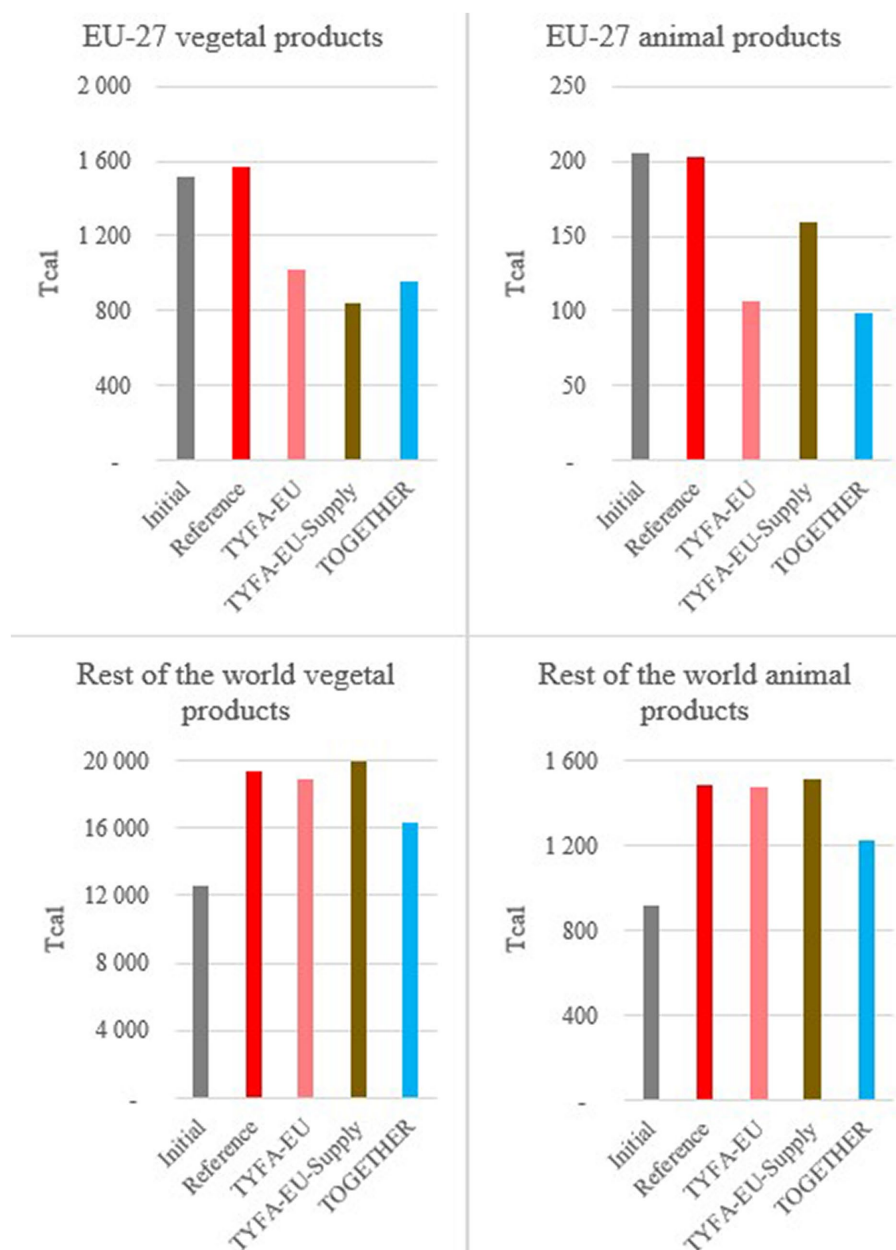 EU-27 vegetal products
2 000
1 600
1 200
800
400
-
Tcal
Initial
Reference
TYFA-EU
TYFA-EU-Supply
TOGETHER
EU-27 animal products
250
200
150
100
50
-
Tcal
Initial
Reference
TYFA-EU
TYFA-EU-Supply
TOGETHER
Rest of the world vegetal
products
20 000
16 000
12 000
8 000
4 000
-
Tcal
Initial
Reference
TYFA-EU
TYFA-EU-Supply
TOGETHER
Rest of the world animal
products
1 600
1 200
800
400
-
Tcal
Initial
Reference
TYFA-EU
TYFA-EU-Supply
TOGETHER